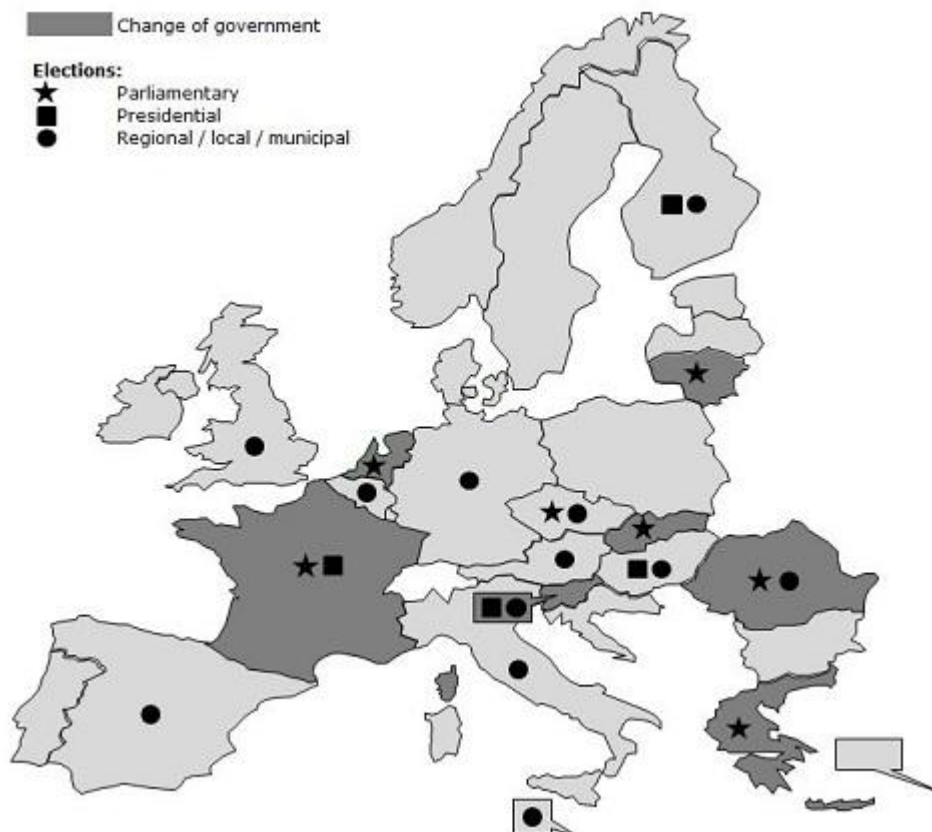 Change of government
Elections:
Parliamentary
Presidential
Regional / local / municipal